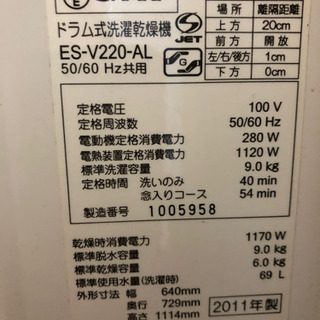 場所 離隔距離
ドラム式洗濯乾燥機 上方 20cm
ES-V220-AL JET 前方 開放
50/60 Hz共用 S 左/右/後方 1cm
下方 0cm
定格電圧 100 V
定格周波数 50/60 Hz
電動機定格消費電力 280 W
電熱装置定格消費電力 1120 W
標準洗濯容量 9.0 kg
定格時間 洗いのみ 40 min
念入りコース 54 min
製造番号 1005958
乾燥時消費電力 1170 W
標準脱水容量 9.0 kg
標準乾燥容量 6.0 kg
標準使用水量(洗濯時) 69 L
外形寸法 幅 640mm
奥行 729mm
高さ 1114mm 2011年製